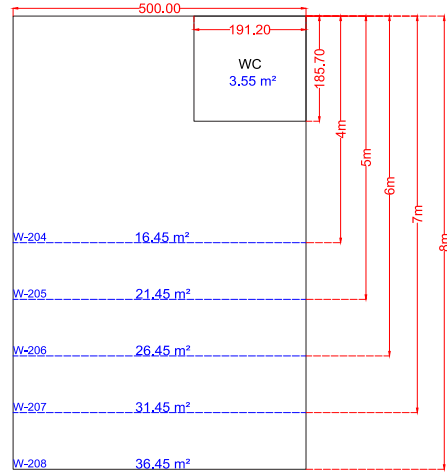 500.00
191.20
WC
3.55 m²
185.70
4m
5m
6m
7m
8m
W-204 16.45 m²
W-205 21.45 m²
W-206 26.45 m²
W-207 31.45 m²
W-208 36.45 m²